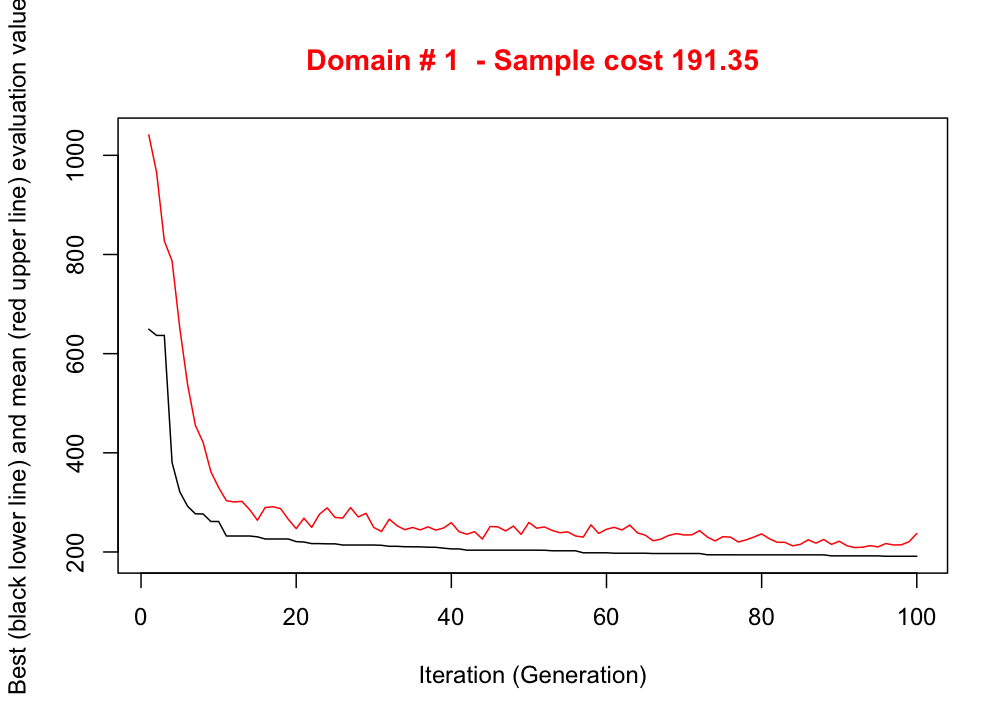 Domain # 1 - Sample cost 191.35
Best (black lower line) and mean (red upper line) evaluation value
1000
800
600
400
200
0 20 40 60 80 100
Iteration (Generation)